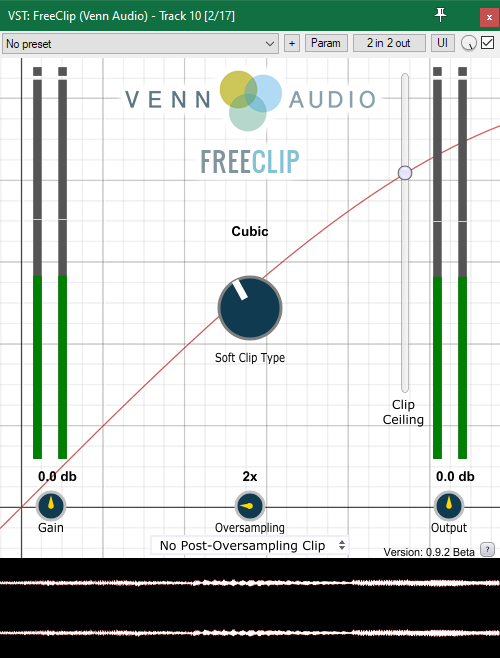 VST: FreeClip (Venn Audio) - Track 10 [2/17]
x
No preset
+
Param
2 in 2 out
UI
VENN AUDIO
FREECLIP
Cubic
Soft Clip Type
Clip
Ceiling
0.0 db
2x
0.0 db
Gain
Oversampling
Output
No Post-Oversampling Clip
Version: 0.9.2 Beta
?